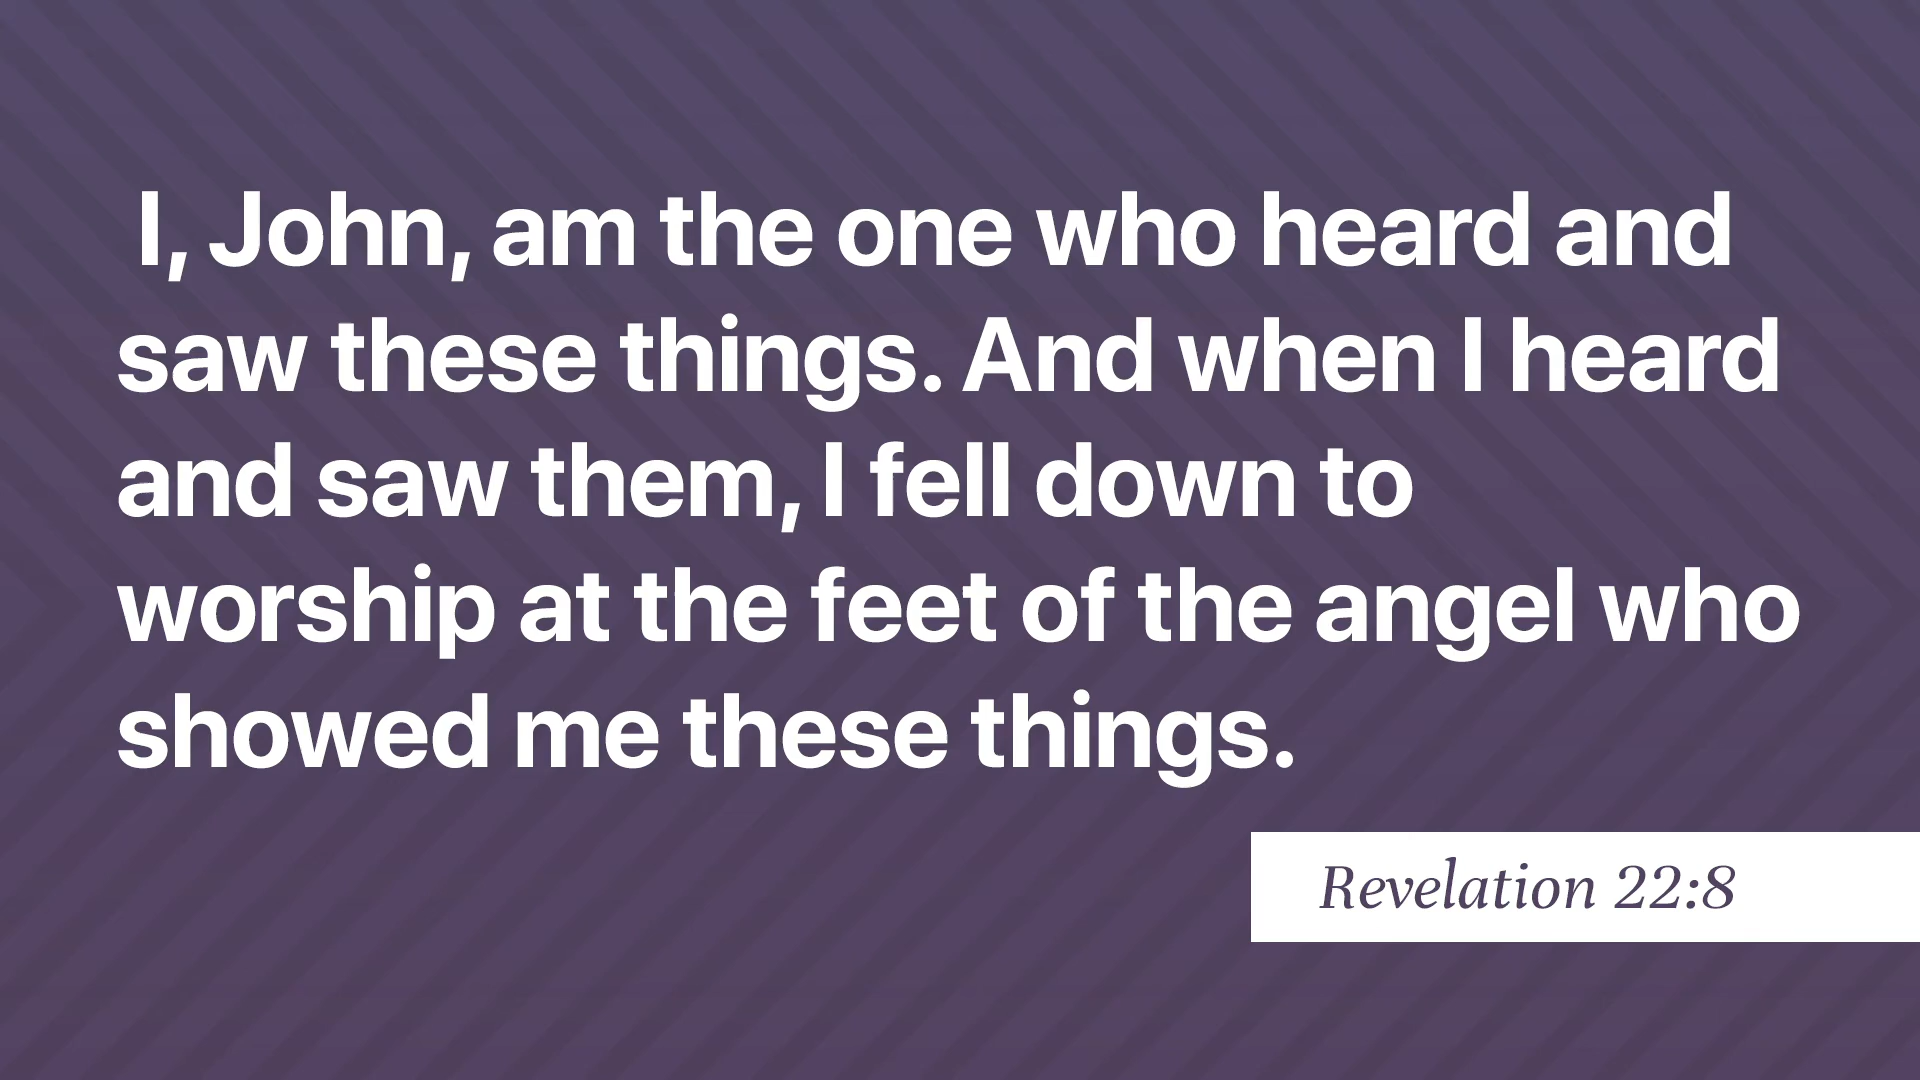 I, John, am the one who heard and
saw these things. And when I heard
and saw them, I fell down to
worship at the feet of the angel who
showed me these things.
Revelation 22:8